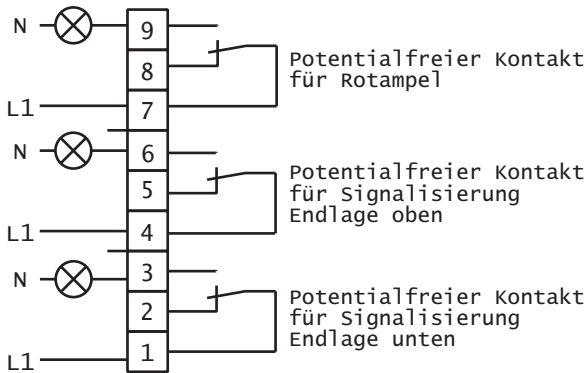 N 9
8
Potentialfreier Kontakt
für Rotampel
L1 7
N 6
5
Potentialfreier Kontakt
für Signalisierung
Endlage oben
L1 4
N 3
2
Potentialfreier Kontakt
für Signalisierung
Endlage unten
L1 1